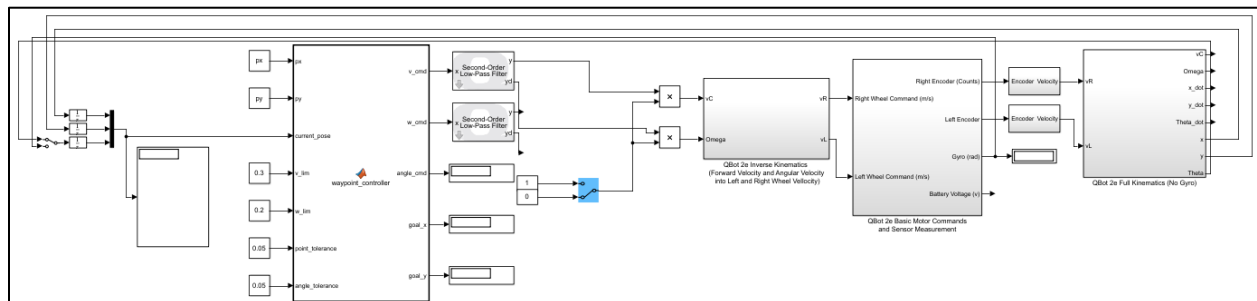 px
py
0.3
0.2
0.05
0.05
px
py
current_pose
v_lim
w_lim
point_tolerance
angle_tolerance
waypoint_controller
v_cmd
w_cmd
angle_cmd
goal_x
goal_y
x
Second-Order
Low-Pass Filter
y
yd
x
Second-Order
Low-Pass Filter
y
yd
1
0
×
×
vC
Omega
vR
vL
QBot 2e Inverse Kinematics
(Forward Velocity and Angular Velocity
into Left and Right Wheel Vellocity)
Right Wheel Command (m/s)
Left Wheel Command (m/s)
Right Encoder (Counts)
Left Encoder
Gyro (rad)
Battery Voltage (v)
QBot 2e Basic Motor Commands
and Sensor Measurement
Encoder Velocity
Encoder Velocity
vR
vL
vC
Omega
x_dot
y_dot
Theta_dot
x
y
Theta
QBot 2e Full Kinematics (No Gyro)